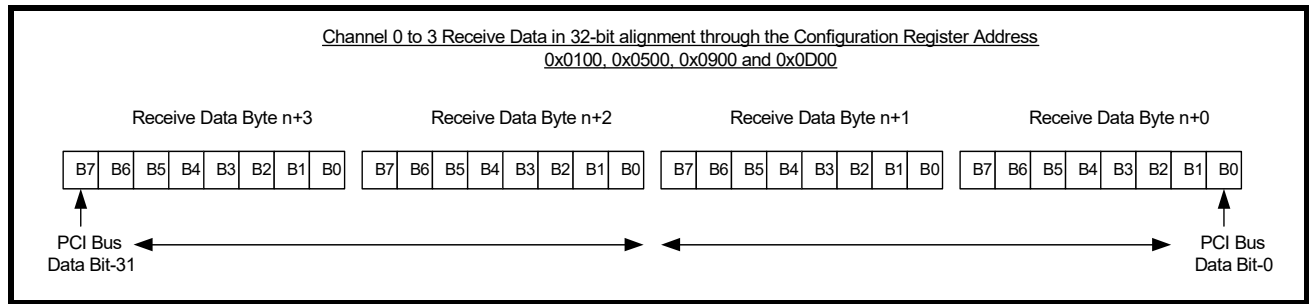 Channel 0 to 3 Receive Data in 32-bit alignment through the Configuration Register Address
0x0100, 0x0500, 0x0900 and 0x0D00
Receive Data Byte n+3 Receive Data Byte n+2 Receive Data Byte n+1 Receive Data Byte n+0
B7 B6 B5 B4 B3 B2 B1 B0 B7 B6 B5 B4 B3 B2 B1 B0 B7 B6 B5 B4 B3 B2 B1 B0 B7 B6 B5 B4 B3 B2 B1 B0
PCI Bus PCI Bus
Data Bit-31 Data Bit-0